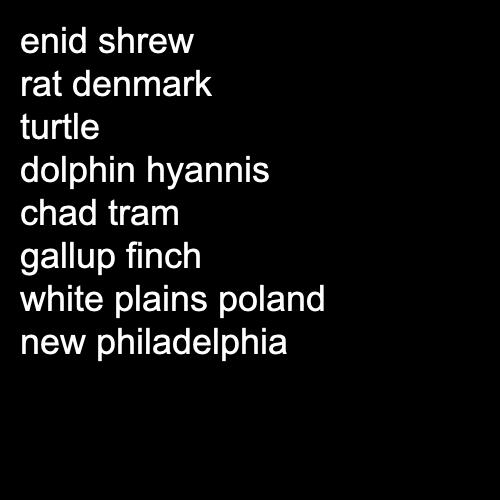 enid shrew
rat denmark
turtle
dolphin hyannis
chad tram
gallup finch
white plains poland
new philadelphia